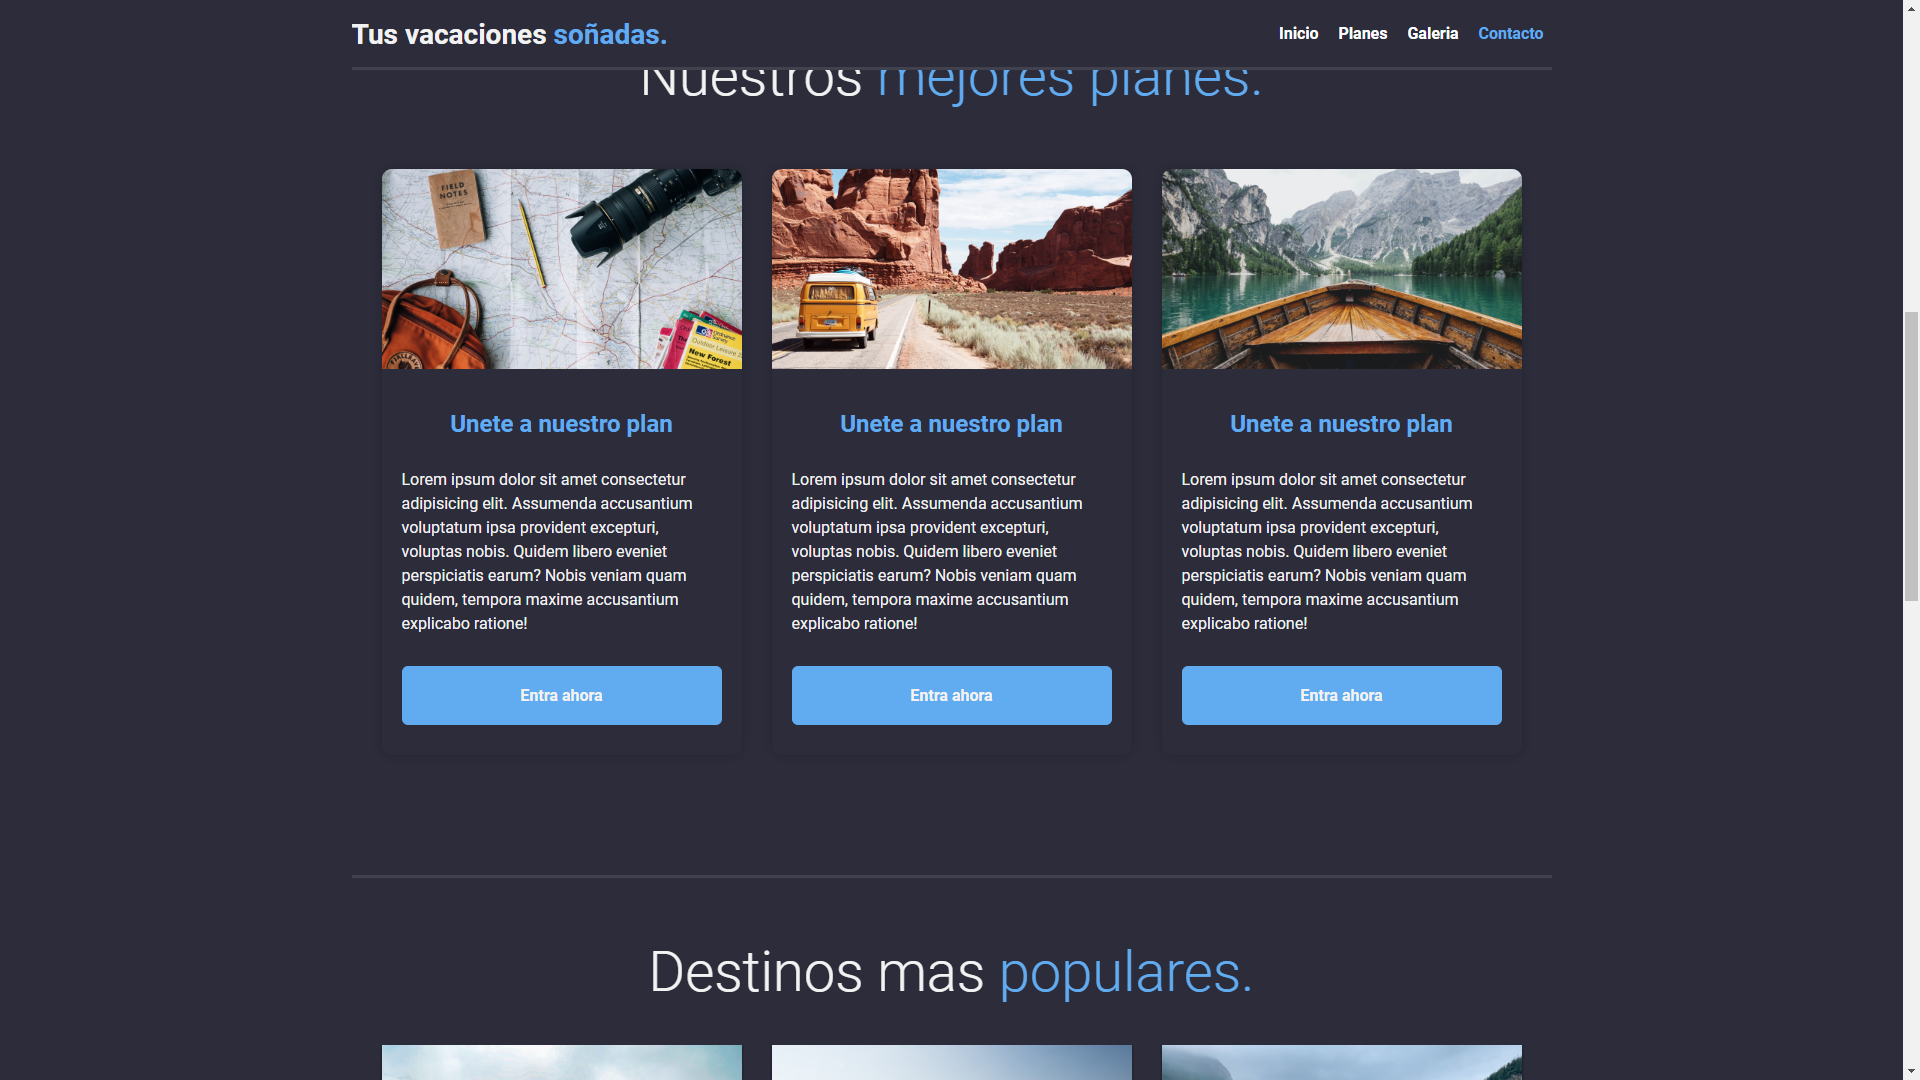 Tus vacaciones soñadas.
Inicio Planes Galeria Contacto
Nuestros mejores planes.
FIELD
NOTES
Ordnance
Survey
Outdoor Leisure
New Forest
Unete a nuestro plan
Lorem ipsum dolor sit amet consectetur
adipisicing elit. Assumenda accusantium
voluptatum ipsa provident excepturi,
voluptas nobis. Quidem libero eveniet
perspiciatis earum? Nobis veniam quam
quidem, tempora maxime accusantium
explicabo ratione!
Entra ahora
Unete a nuestro plan
Lorem ipsum dolor sit amet consectetur
adipisicing elit. Assumenda accusantium
voluptatum ipsa provident excepturi,
voluptas nobis. Quidem libero eveniet
perspiciatis earum? Nobis veniam quam
quidem, tempora maxime accusantium
explicabo ratione!
Entra ahora
Unete a nuestro plan
Lorem ipsum dolor sit amet consectetur
adipisicing elit. Assumenda accusantium
voluptatum ipsa provident excepturi,
voluptas nobis. Quidem libero eveniet
perspiciatis earum? Nobis veniam quam
quidem, tempora maxime accusantium
explicabo ratione!
Entra ahora
Destinos mas populares.